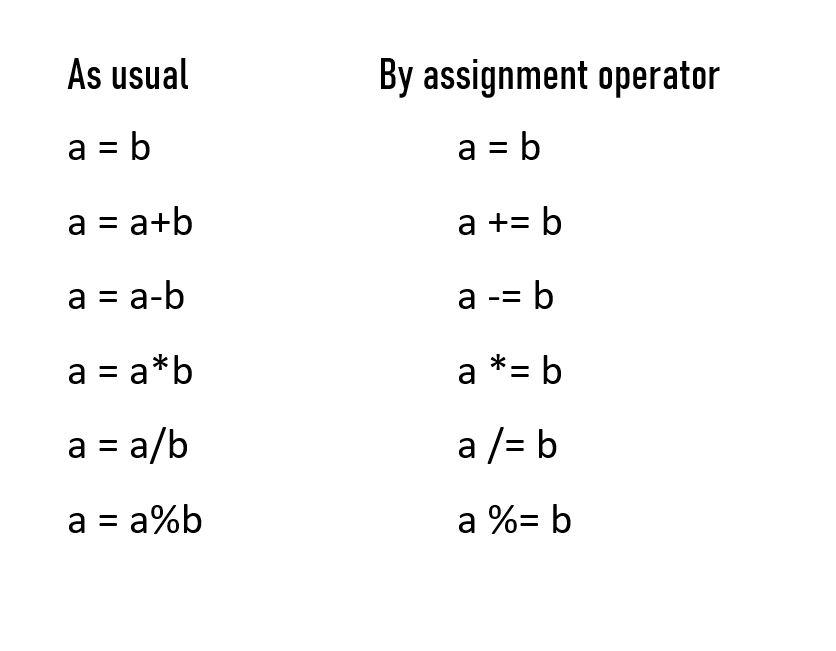 As usual By assignment operator
a = b a = b
a = a+b a += b
a = a-b a -= b
a = a*b a *= b
a = a/b a /= b
a = a%b a %= b